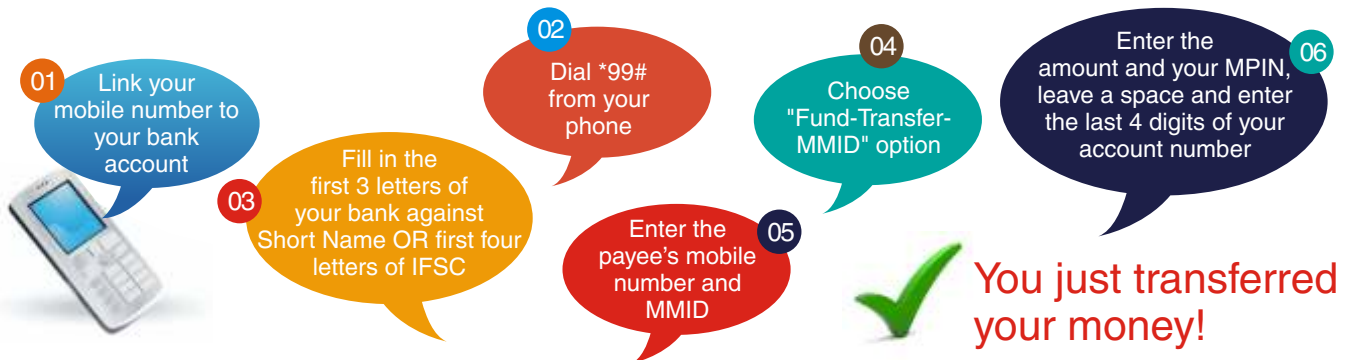 01
Link your
mobile number to
your bank
account
02
Dial *99#
from your
phone
03
Fill in the
first 3 letters of
your bank against
Short Name OR first four
letters of IFSC
04
Choose
"Fund-Transfer-
MMID" option
05
Enter the
payee's mobile
number and
MMID
06
Enter the
amount and your MPIN,
leave a space and enter
the last 4 digits of your
account number
You just transferred
your money!